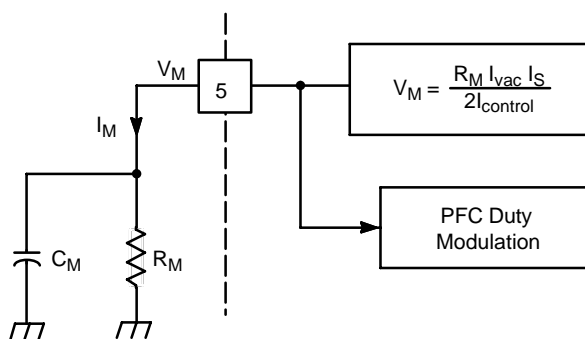 V_M
5
V_M = R_M I_vac I_S / 2I_control
I_M
PFC Duty
Modulation
C_M
R_M